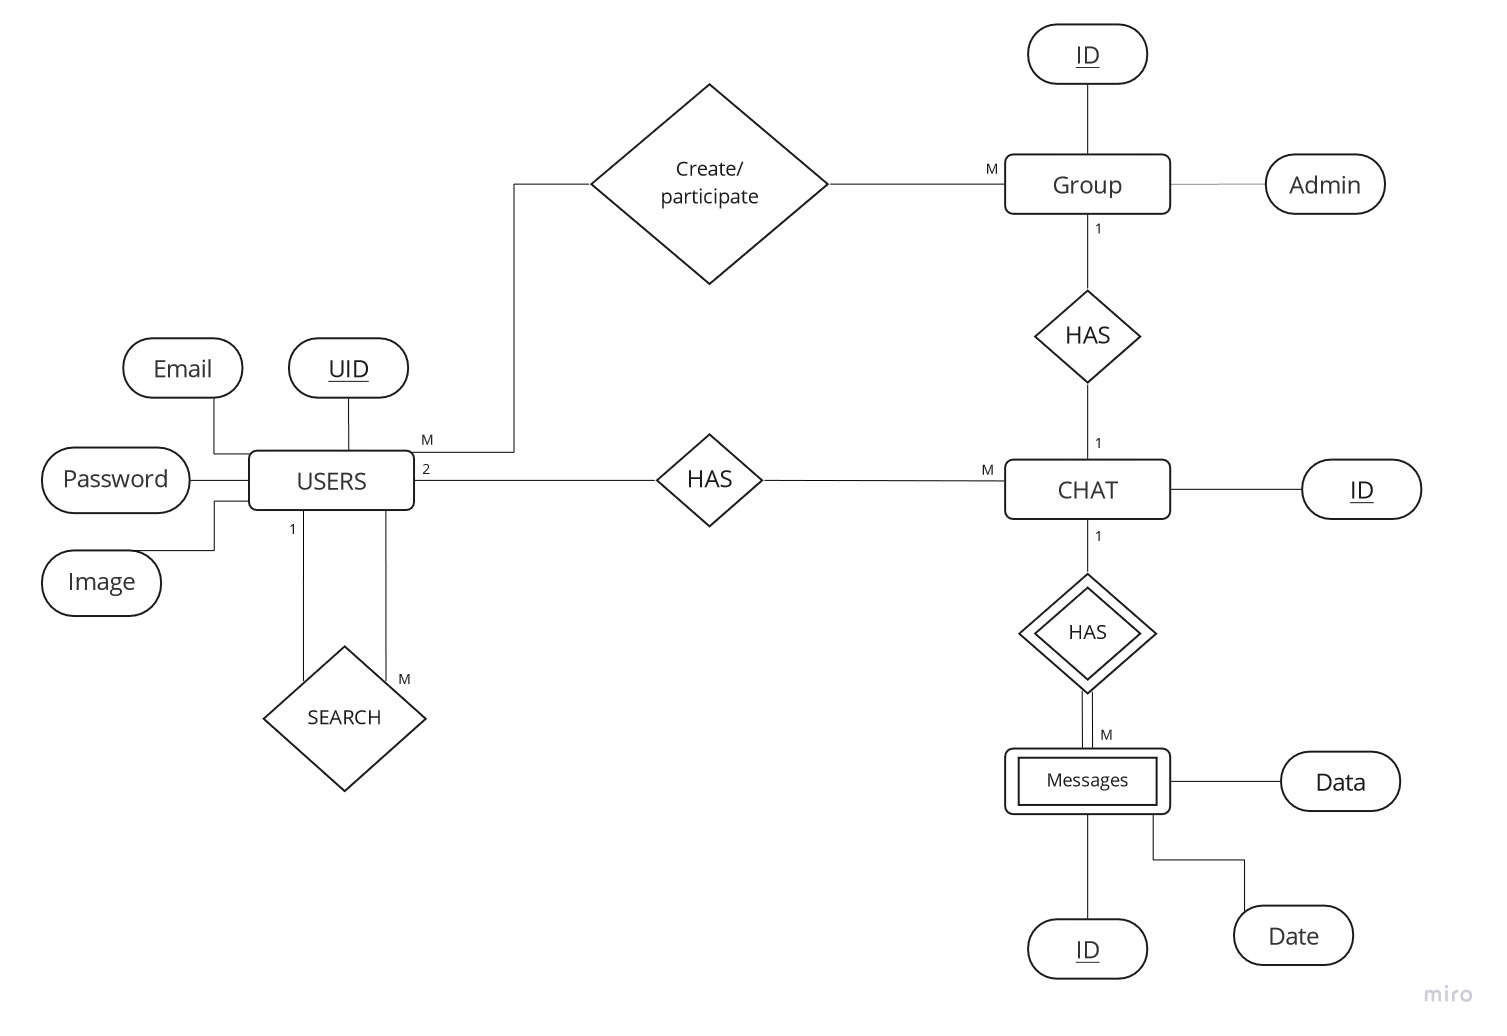 ID
Create/
participate
M
Group
Admin
1
HAS
Email
UID
M
1
Password
USERS
2
HAS
M
CHAT
ID
1
1
Image
HAS
M
SEARCH
M
Messages
Data
ID
Date
miro